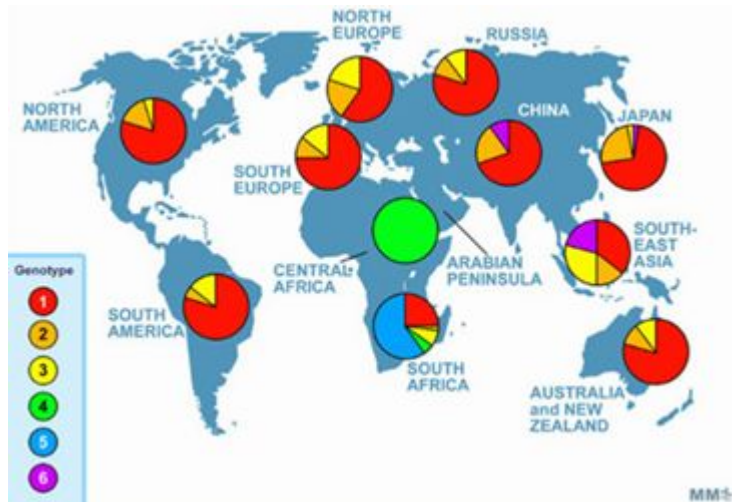 NORTH
EUROPE
RUSSIA
NORTH
AMERICA
CHINA
JAPAN
SOUTH
EUROPE
SOUTH-
EAST
ASIA
CENTRAL
AFRICA
ARABIAN
PENINSULA
Genotype
1
2
3
4
5
6
SOUTH
AMERICA
SOUTH
AFRICA
AUSTRALIA
and NEW
ZEALAND